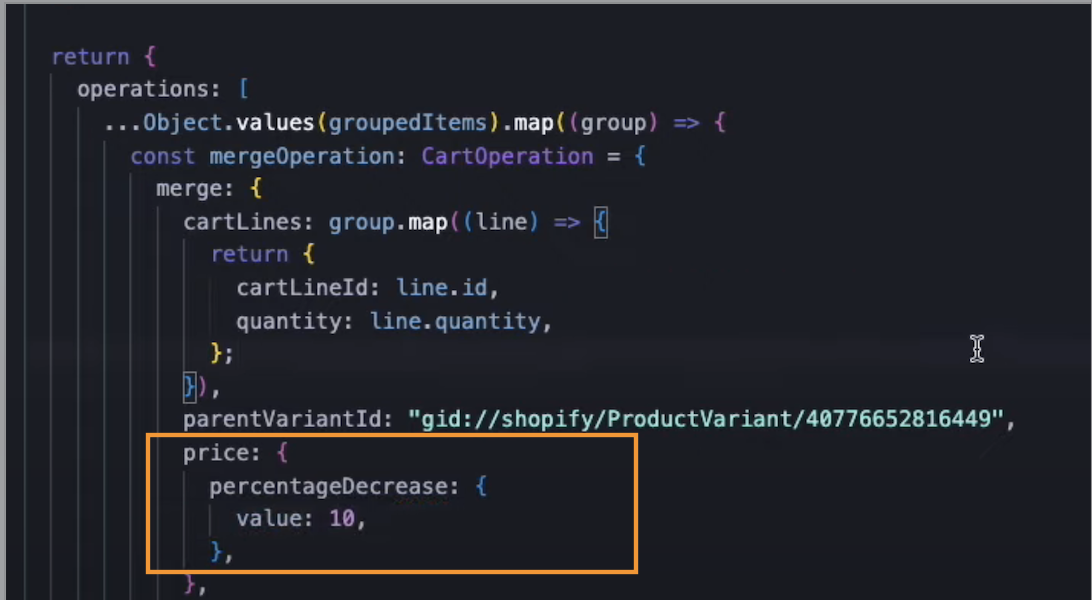 return {
operations: [
...Object.values(groupedItems).map((group) => {
const mergeOperation: CartOperation = {
merge: {
cartLines: group.map((line) => {
return {
cartLineId: line.id,
quantity: line.quantity,
};
}),
parentVariantId: "gid://shopify/ProductVariant/40776652816449",
price: {
percentageDecrease: {
value: 10,
},
},